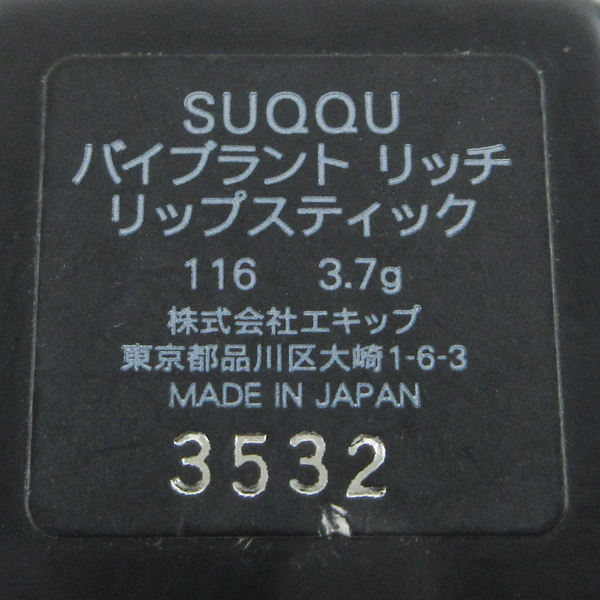 SUQQU
バイブラント リッチ
リップスティック
116 3.7g
株式会社エキップ
東京都品川区大崎1-6-3
MADE IN JAPAN
3532